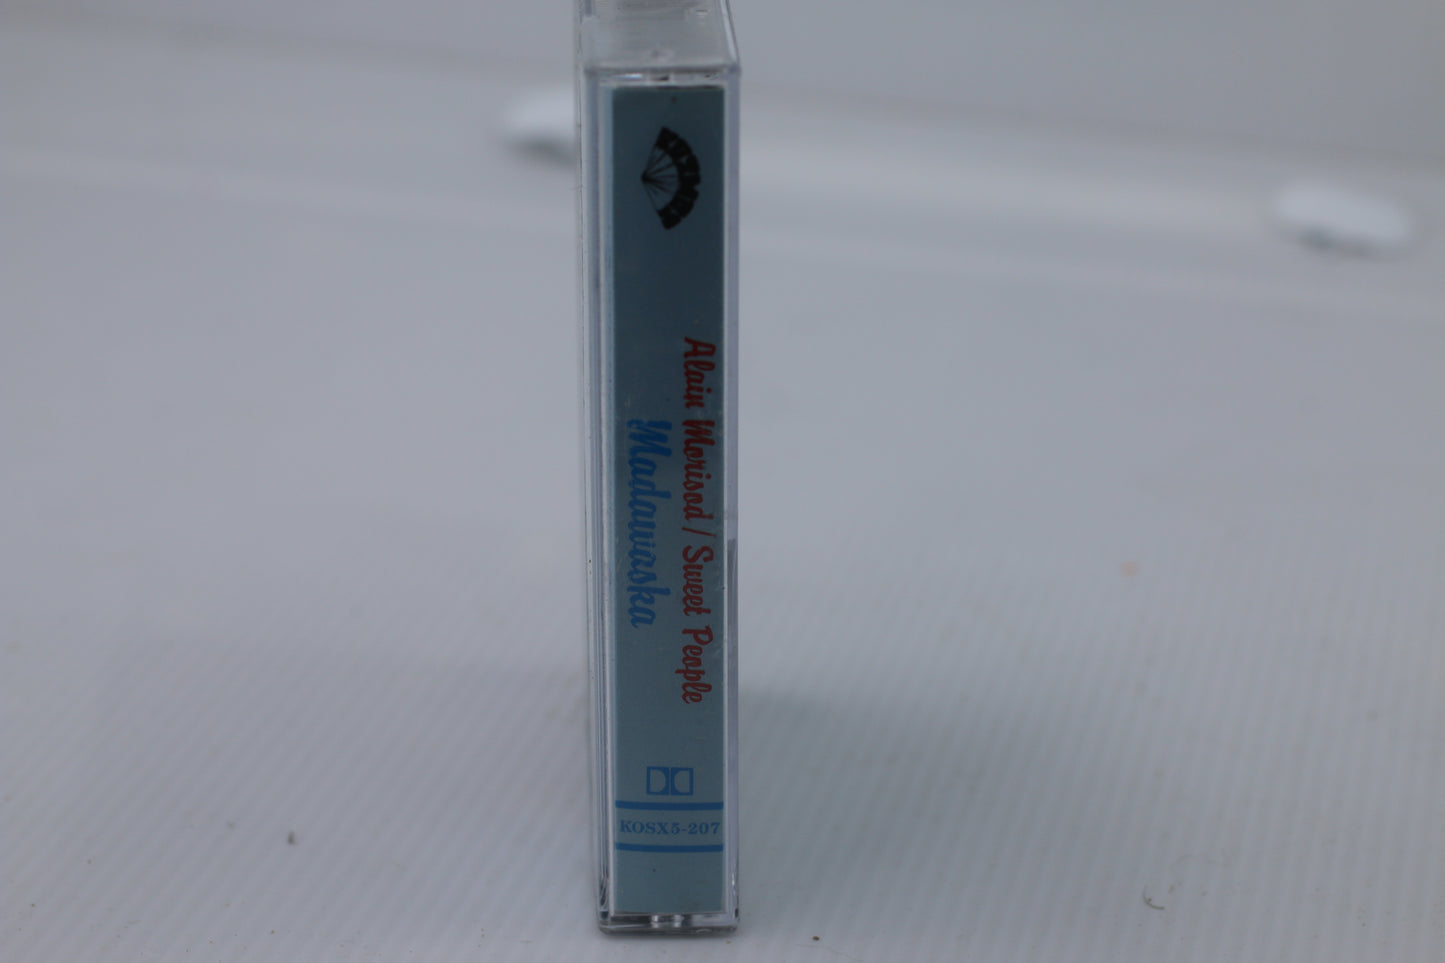 Alain Morisod / Sweet People
Madawaska
KOSX5-207